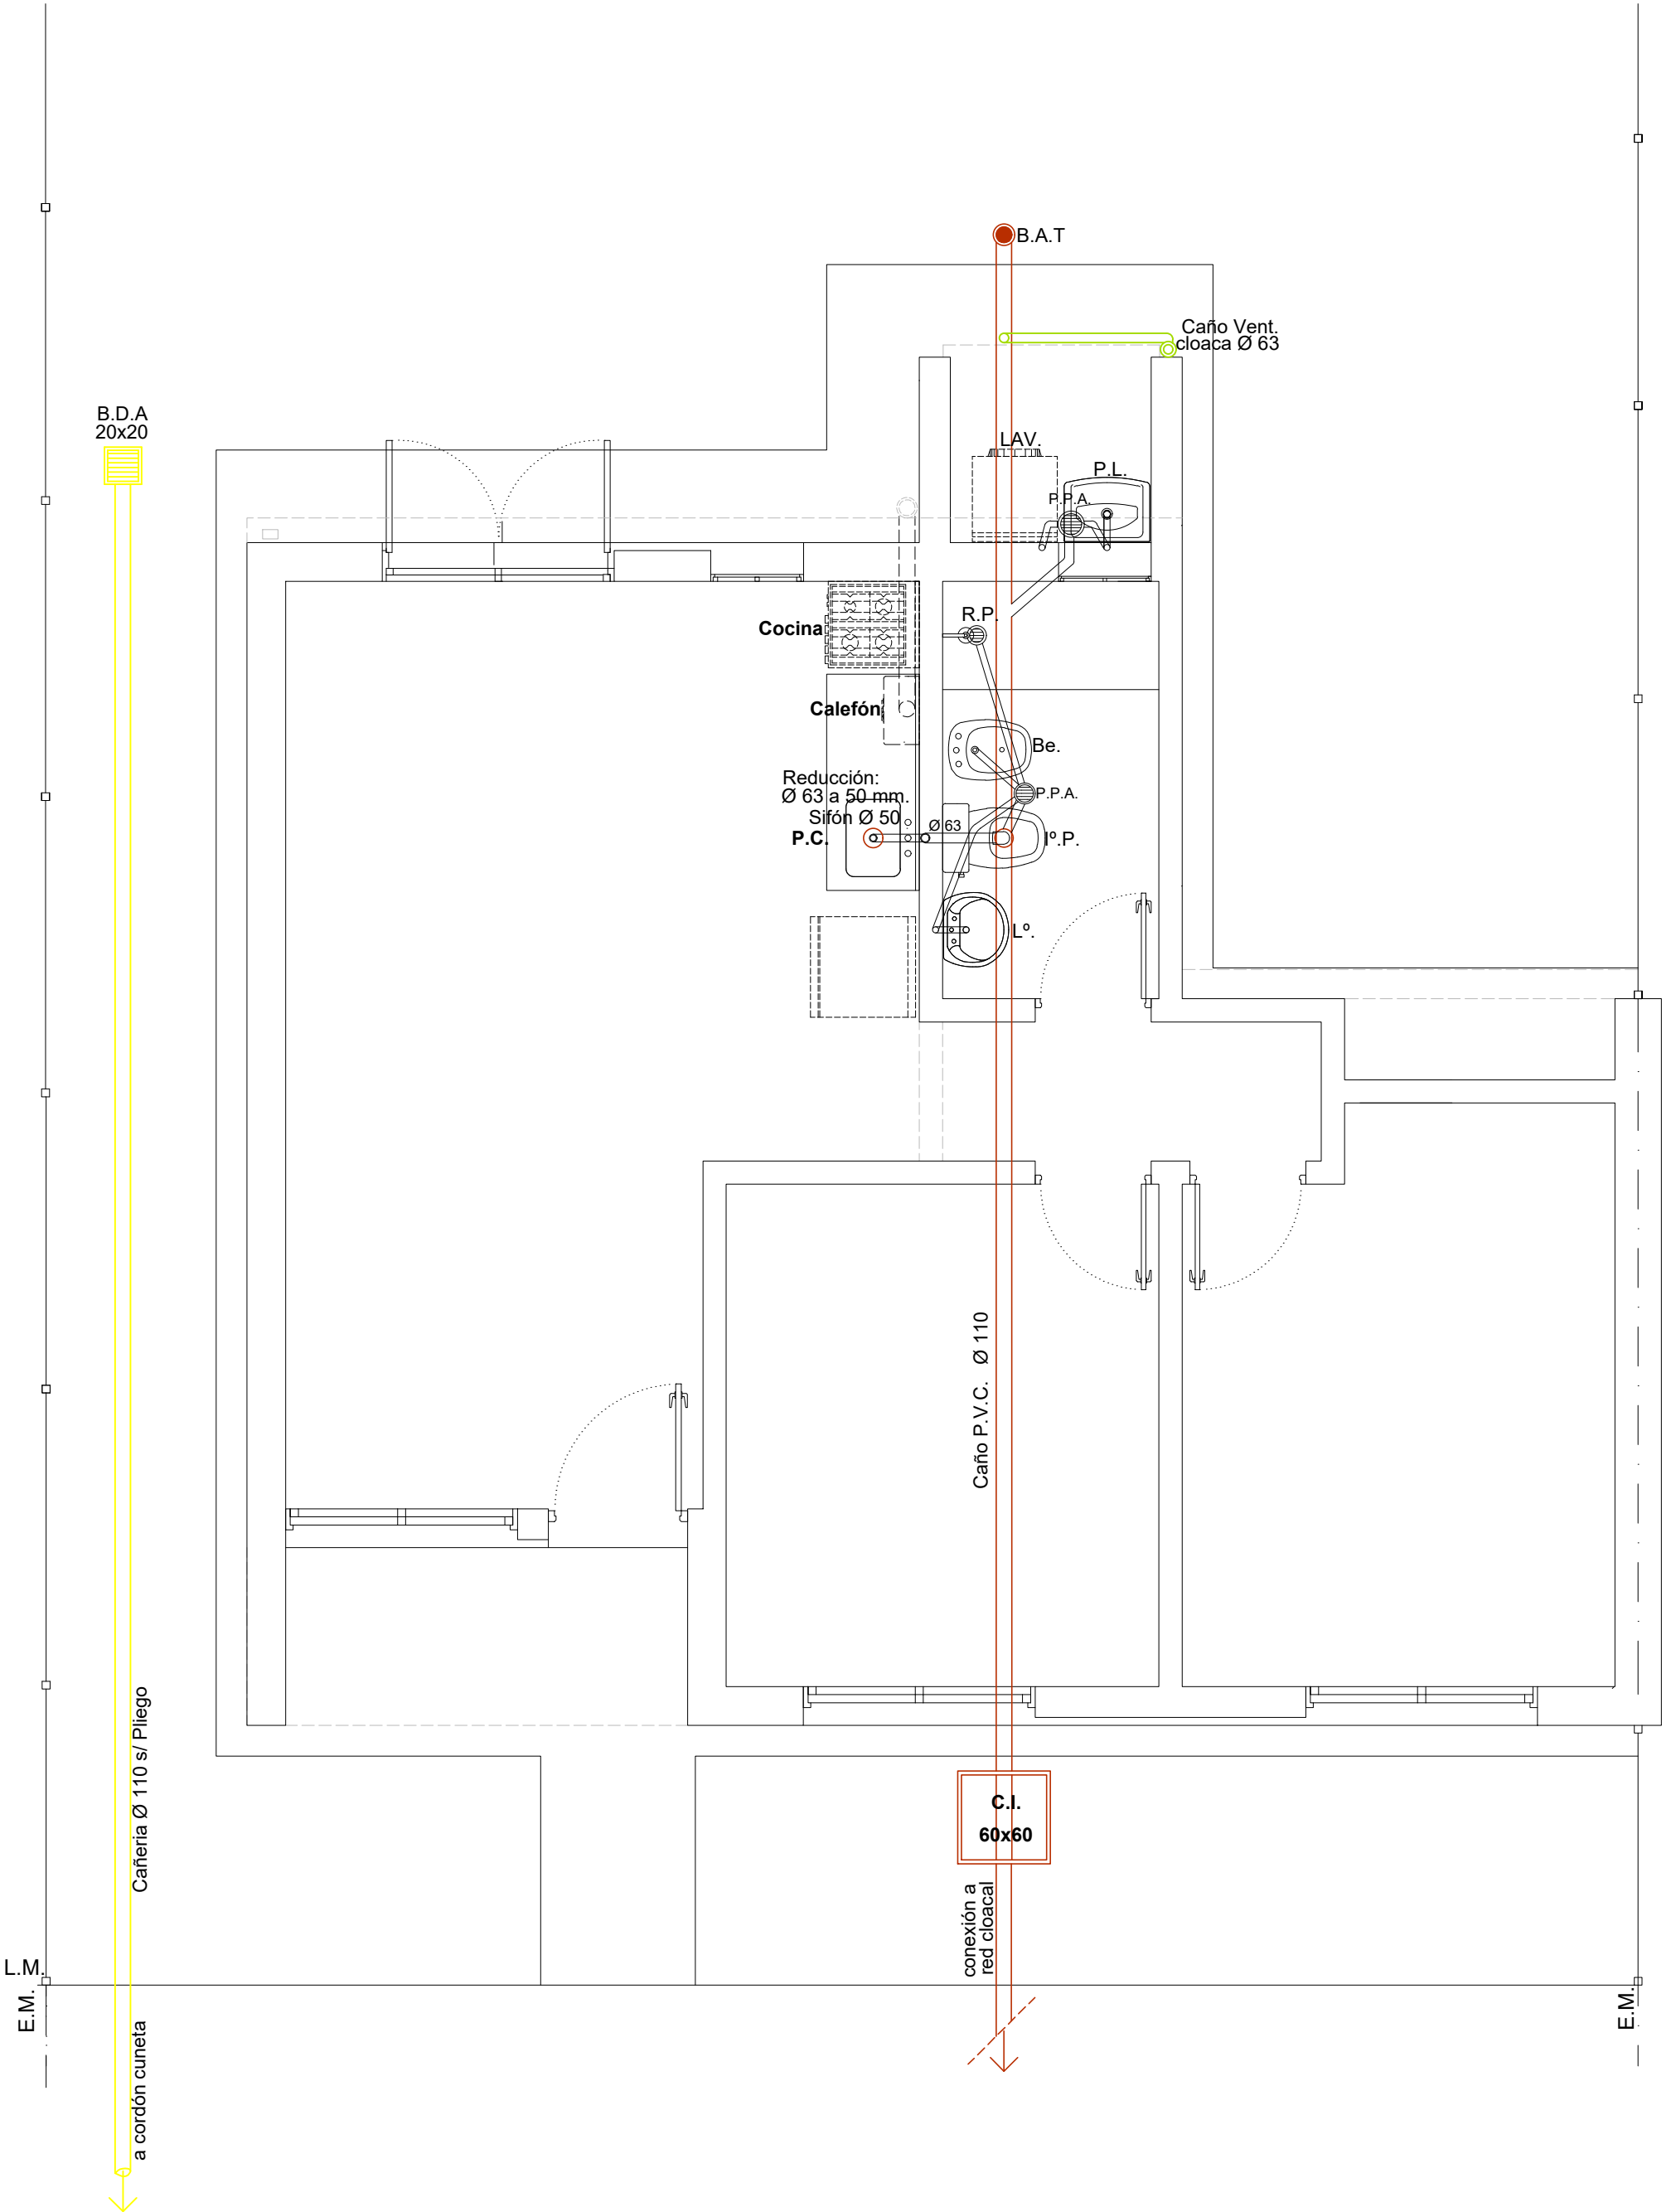 B.A.T
Caño Vent.
cloaca Ø 63
B.D.A
20x20
LAV.
P.L.
P.P.A.
R.P.
Cocina
Calefón
Be.
Reducción:
Ø 63 a 50 mm.
Sifón Ø 50
P.P.A.
Ø 63
P.C.
Iº.P.
Lº.
Caño P.V.C. Ø 110
Cañeria Ø 110 s/ Pliego
C.I.
60x60
conexión a
red cloacal
L.M.
E.M.
E.M.
a cordón cuneta